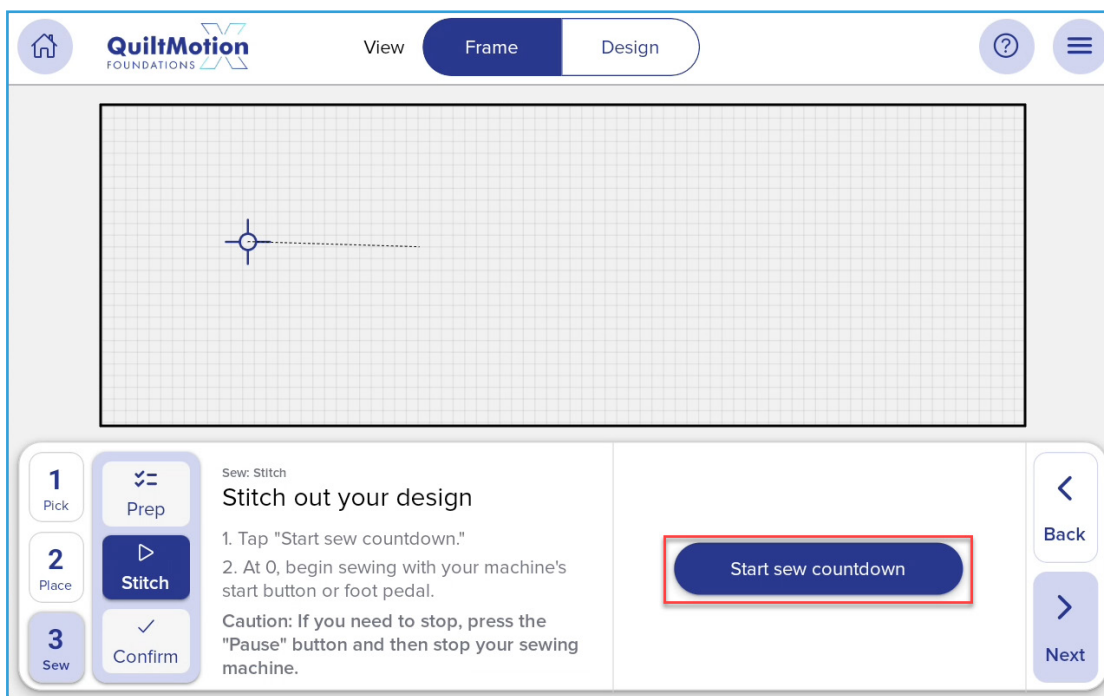 QuiltMotion X
FOUNDATIONS
View
Frame
Design
?
1
Pick
2
Place
3
Sew
Prep
Stitch
Confirm
Sew: Stitch
Stitch out your design
1. Tap "Start sew countdown."
2. At 0, begin sewing with your machine's
start button or foot pedal.
Caution: If you need to stop, press the
"Pause" button and then stop your sewing
machine.
Start sew countdown
Back
Next